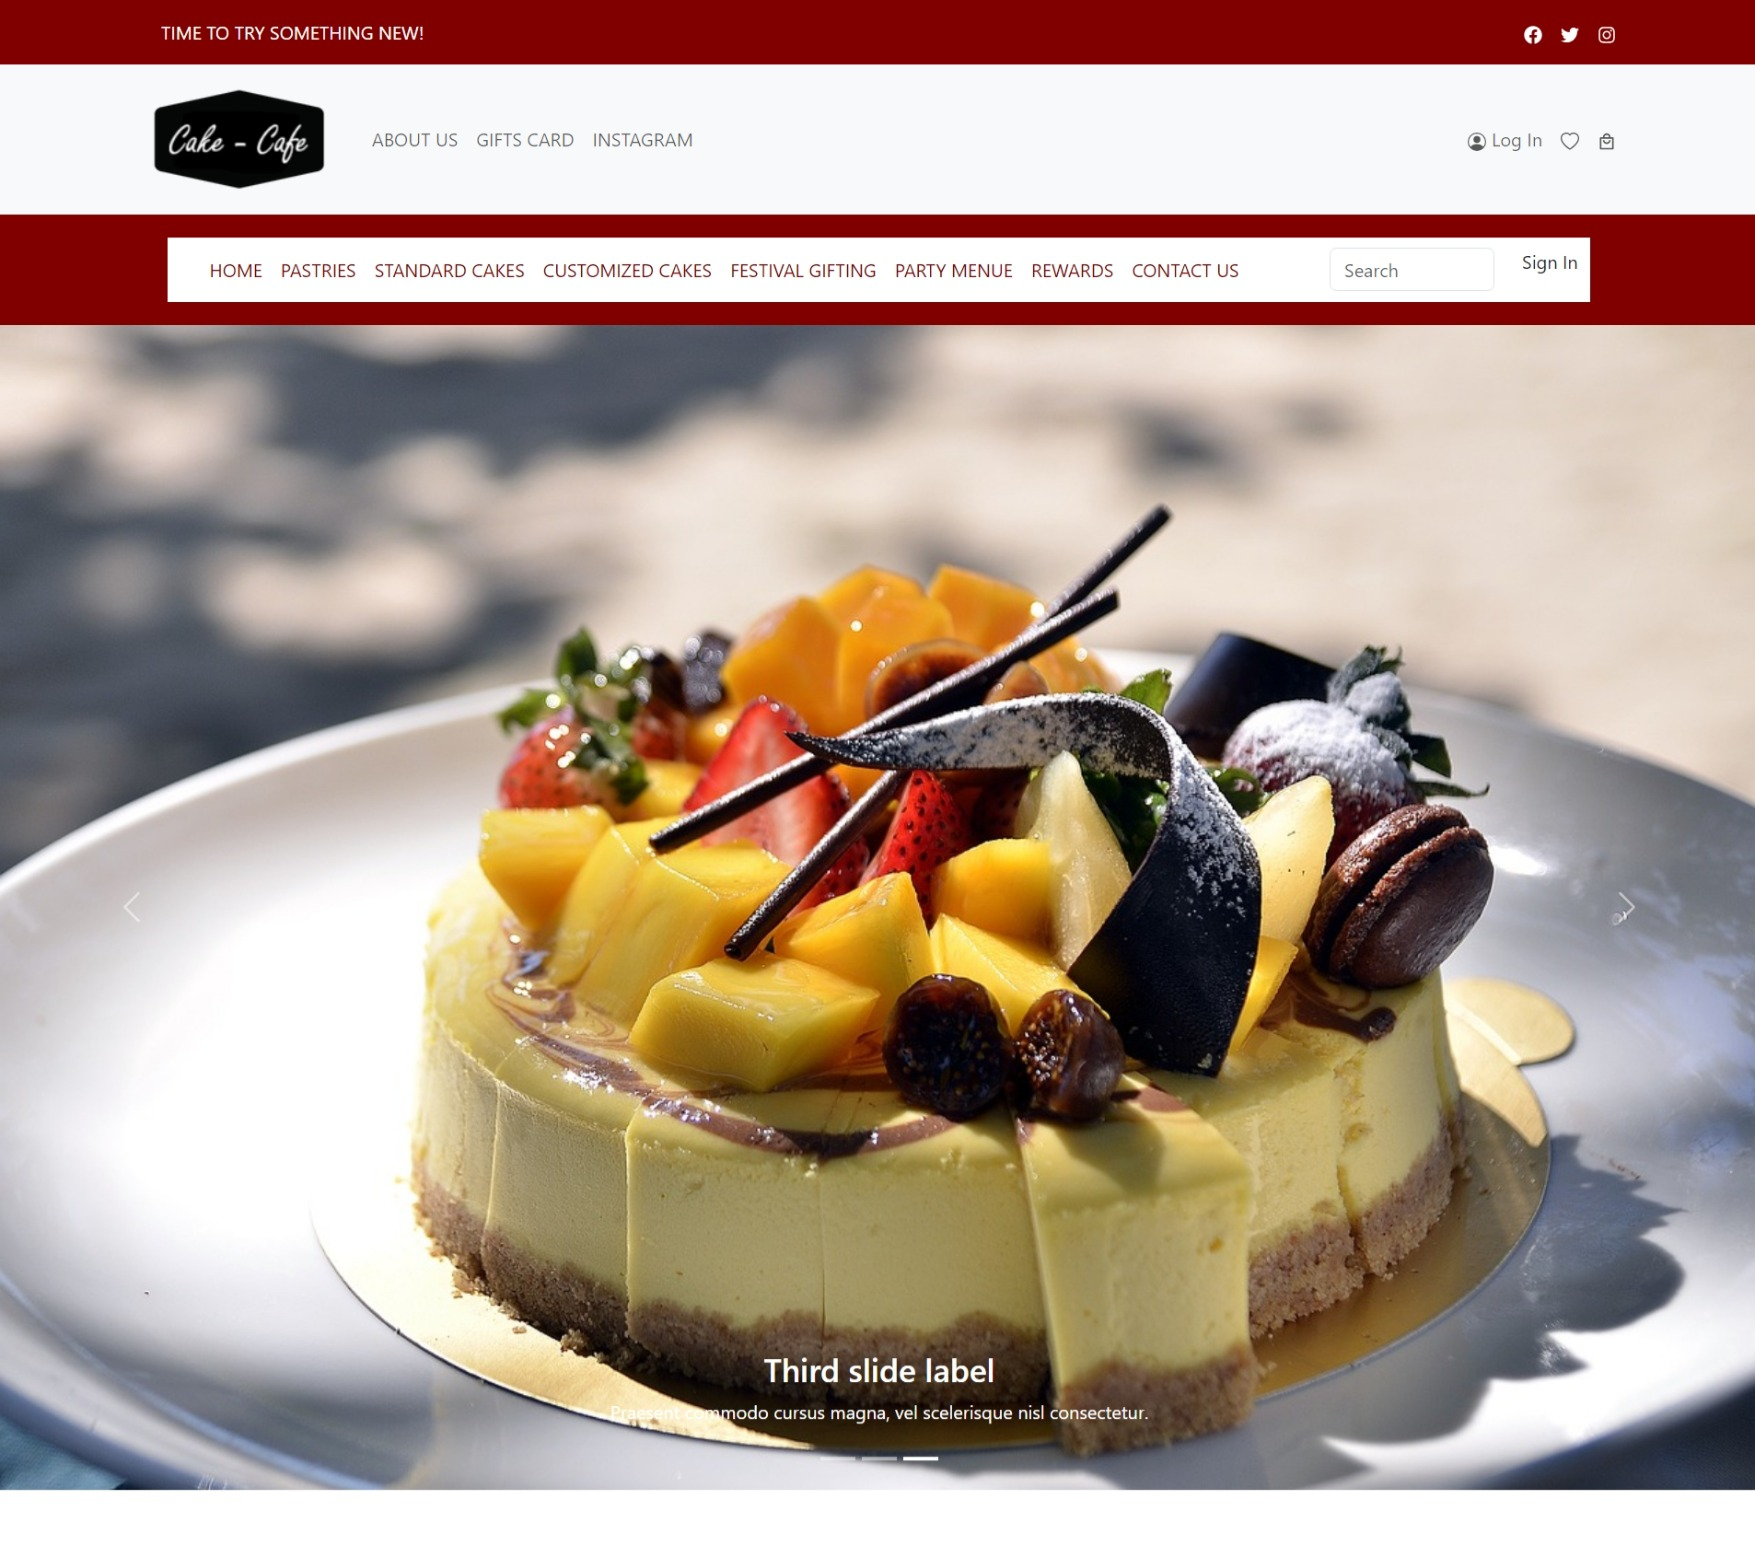 TIME TO TRY SOMETHING NEW!
Cake - Cafe
ABOUT US GIFTS CARD INSTAGRAM
Log In
HOME PASTRIES STANDARD CAKES CUSTOMIZED CAKES FESTIVAL GIFTING PARTY MENUE REWARDS CONTACT US
Search
Sign In
Third slide label
Praesent commodo cursus magna, vel scelerisque nisl consectetur.